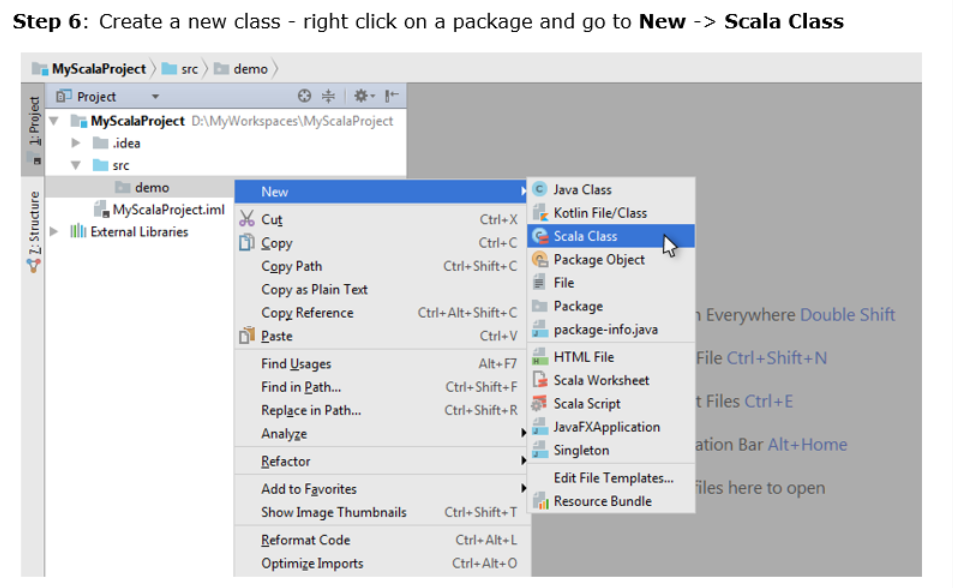 Step 6: Create a new class - right click on a package and go to New -> Scala Class
MyScalaProject src demo
Project
1: Project
7: Structure
MyScalaProject D:\MyWorkspaces\MyScalaProject
.idea
src
demo
MyScalaProject.iml
External Libraries
New
Cut Ctrl+X
Copy Ctrl+C
Copy Path Ctrl+Shift+C
Copy as Plain Text
Copy Reference Ctrl+Alt+Shift+C
Paste Ctrl+V
Find Usages Alt+F7
Find in Path... Ctrl+Shift+F
Replace in Path... Ctrl+Shift+R
Analyze
Refactor
Add to Favorites
Show Image Thumbnails Ctrl+Shift+T
Reformat Code Ctrl+Alt+L
Optimize Imports Ctrl+Alt+O
Java Class
Kotlin File/Class
Scala Class
Package Object
File
Package
package-info.java
HTML File
Scala Worksheet
Scala Script
JavaFXApplication
Singleton
Edit File Templates...
Resource Bundle
Everywhere Double Shift
File Ctrl+Shift+N
Files Ctrl+E
Bar Alt+Home
here to open